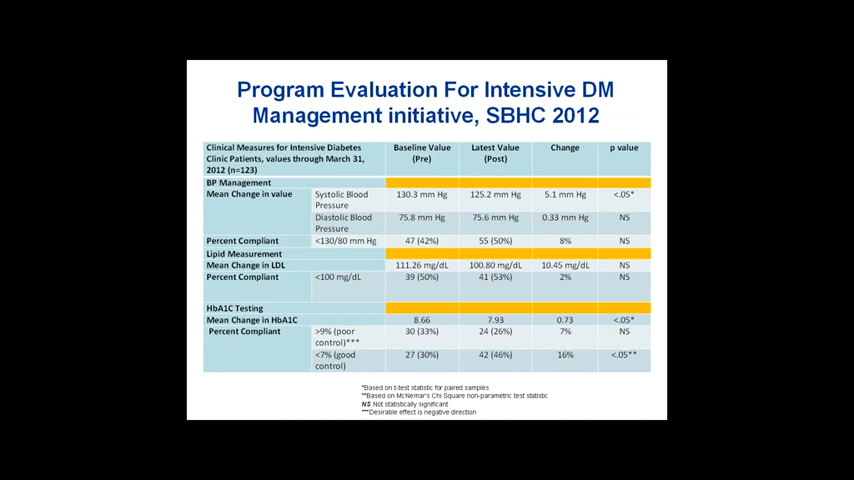 Program Evaluation For Intensive DM
Management initiative, SBHC 2012
Clinical Measures for Intensive Diabetes Clinic Patients, values through March 31, 2012 (n=123) Baseline Value (Pre) Latest Value (Post) Change p value
BP Management
Mean Change in value Systolic Blood Pressure 130.3 mm Hg 125.2 mm Hg 5.1 mm Hg <.05*
Diastolic Blood Pressure 75.8 mm Hg 75.6 mm Hg 0.33 mm Hg NS
Percent Compliant <130/80 mm Hg 47 (42%) 55 (50%) 8% NS
Lipid Measurement
Mean Change in LDL 111.26 mg/dL 100.80 mg/dL 10.45 mg/dL NS
Percent Compliant <100 mg/dL 39 (50%) 41 (53%) 2% NS
HbA1C Testing
Mean Change in HbA1C 8.66 7.93 0.73 <.05*
Percent Compliant >9% (poor control)*** 30 (33%) 24 (26%) 7% NS
<7% (good control) 27 (30%) 42 (46%) 16% <.05**
*Based on t-test statistic for paired samples
**Based on McNemar's Chi Square non-parametric test statistic
NS Not statistically significant
***Desirable effect is negative direction